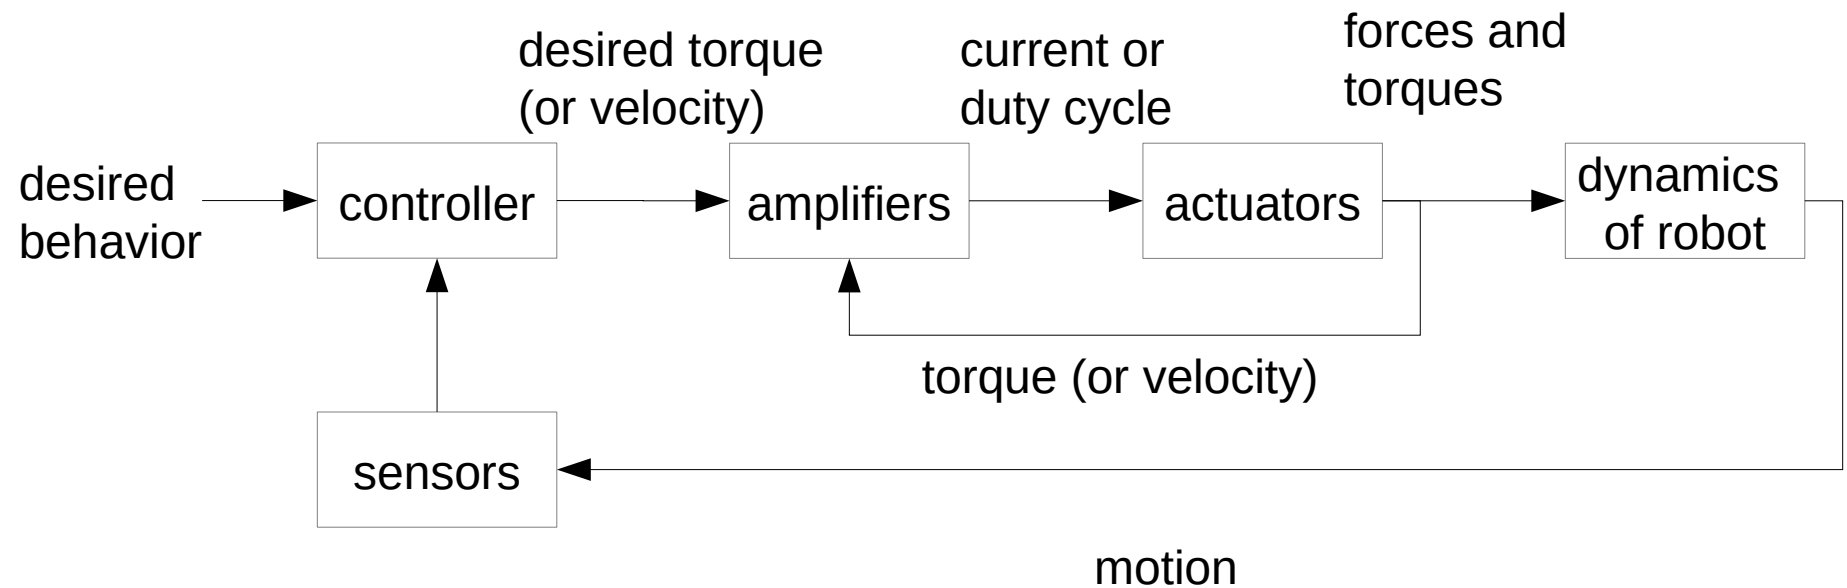 desired torque
(or velocity)
current or
duty cycle
forces and
torques
desired
behavior
controller
amplifiers
actuators
dynamics
of robot
torque (or velocity)
sensors
motion